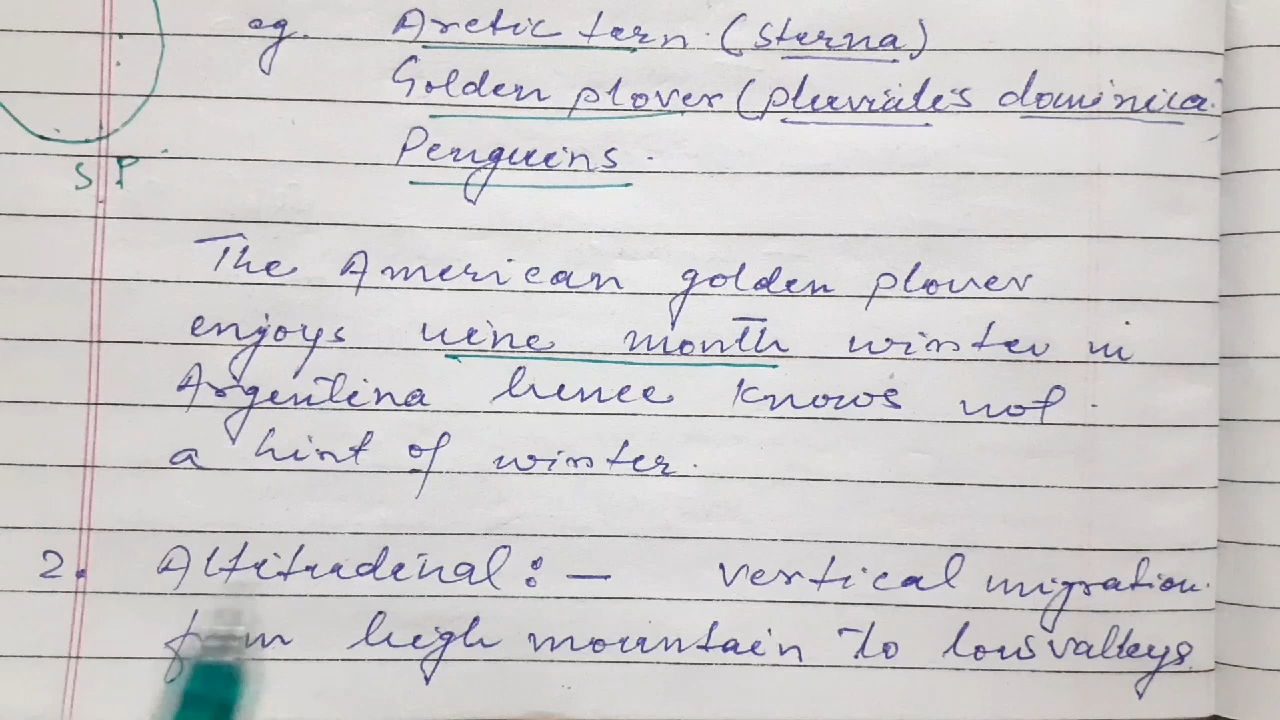 eg. Arctic tern. (sterna)
Golden plover (pluviales dominica.)
Penguins.
S P
The American golden plover
enjoys nine month winter in
Argentina hence knows not
a hint of winter.
2. Altitudinal : — vertical migration.
from high mountain to low valleys.